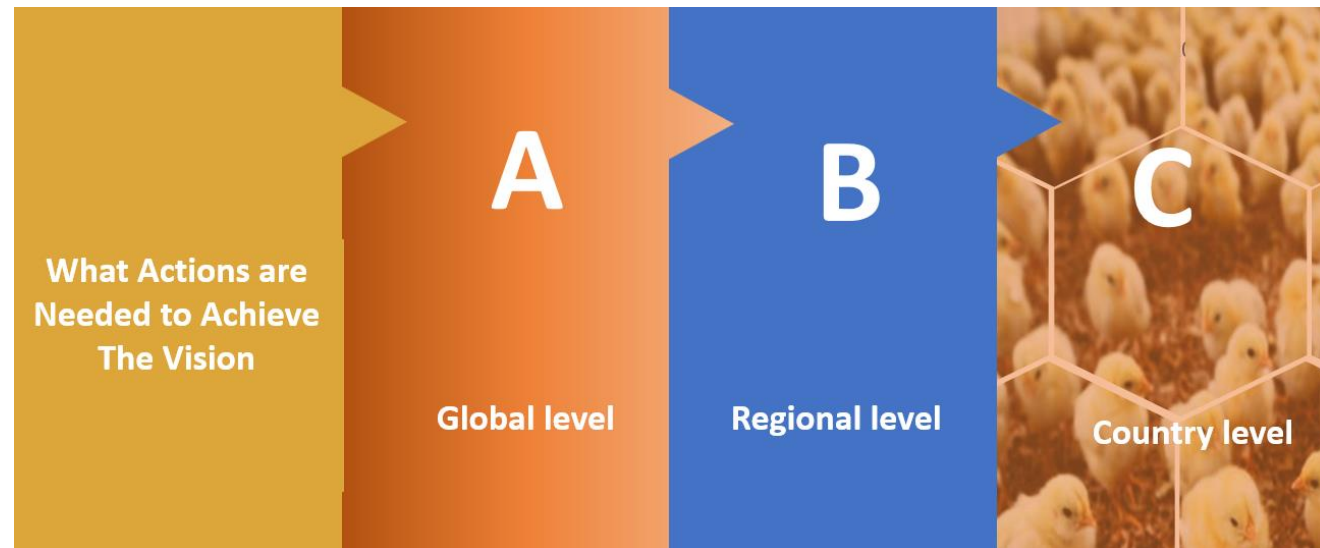 What Actions are
Needed to Achieve
The Vision
A
Global level
B
Regional level
C
Country level